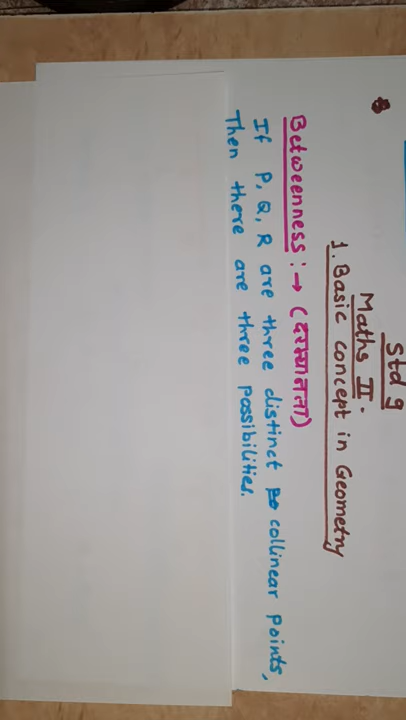 Std 9
Maths II.
1. Basic concept in Geometry
Betweenness :→ (दरम्यानता)
If P, Q, R are three distinct collinear points,
Then there are three possibilities.